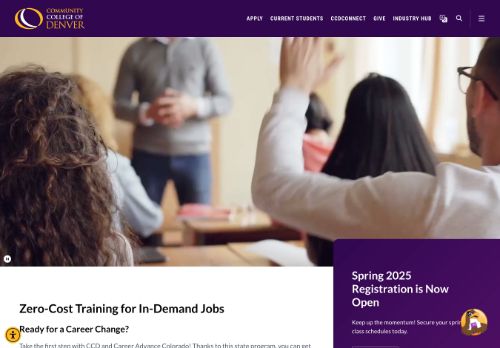 COMMUNITY
COLLEGE OF
DENVER
APPLY CURRENT STUDENTS CCDCONNECT GIVE INDUSTRY HUB
Spring 2025
Registration is Now
Open
Keep up the momentum! Secure your spring
class schedules today.
Zero-Cost Training for In-Demand Jobs
Ready for a Career Change?
Take the first step with CCD and Career Advance Colorado! Thanks to this state program, you can get